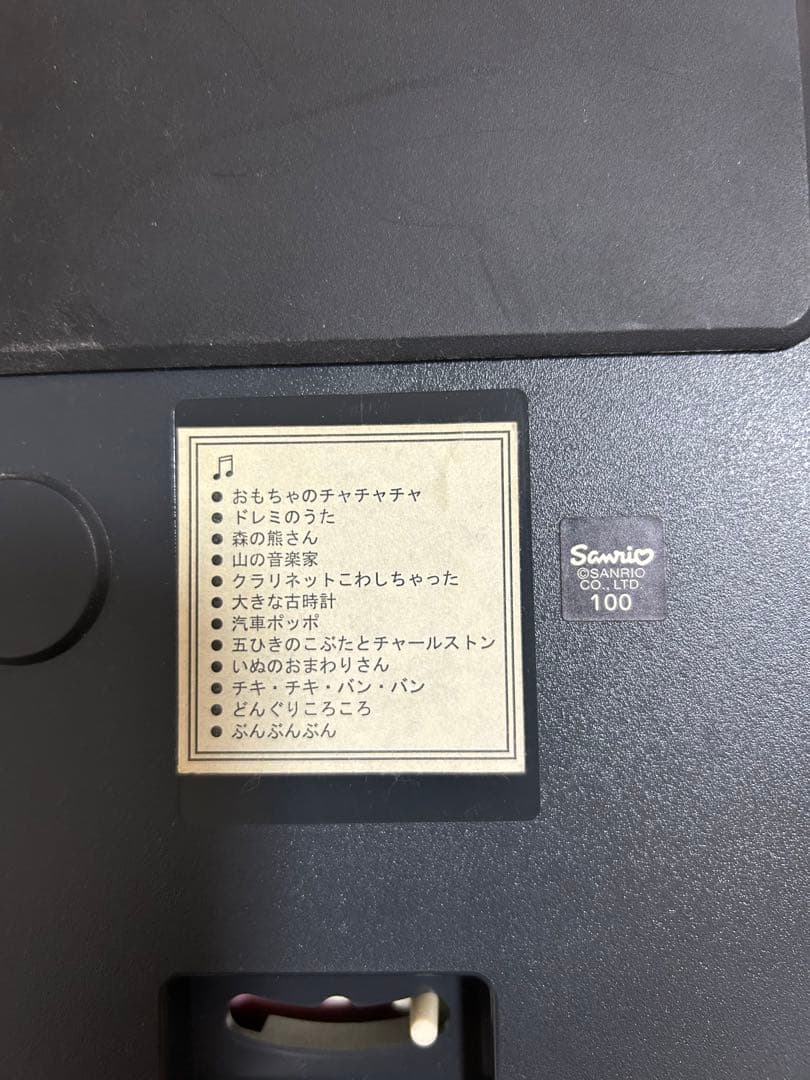 ● おもちゃのチャチャチャ
● ドレミのうた
● 森の熊さん
● 山の音楽家
● クラリネットこわしちゃった
● 大きな古時計
● 汽車ポッポ
● 五ひきのこぶたとチャールストン
● いぬのおまわりさん
● チキ・チキ・バン・バン
● どんぐりころころ
● ぶんぶんぶん
Sanrio
©SANRIO
CO., LTD.
100